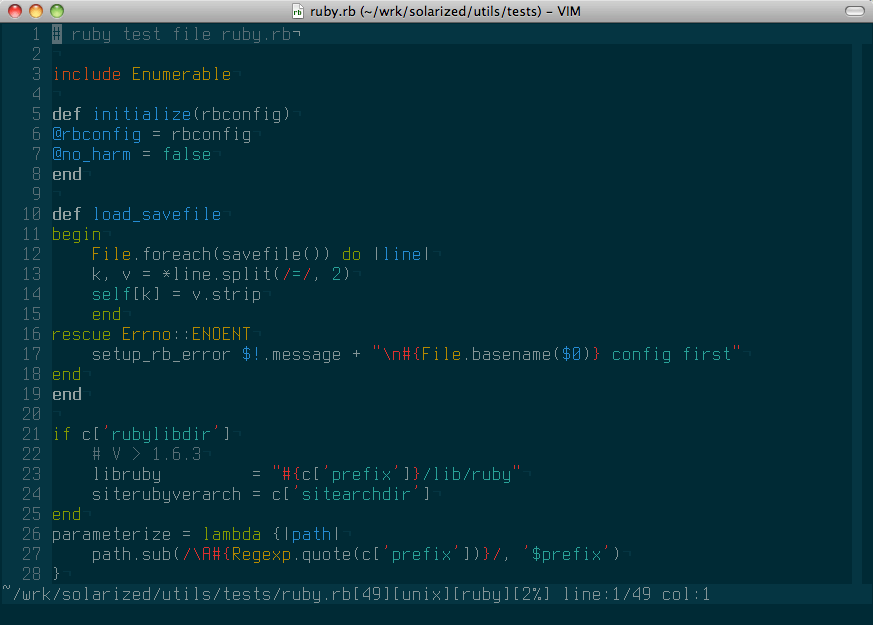 ruby.rb (~/wrk/solarized/utils/tests) – VIM
1 # ruby test file ruby.rb¬
2 ¬
3 include Enumerable¬
4 ¬
5 def initialize(rbconfig)¬
6 @rbconfig = rbconfig¬
7 @no_harm = false¬
8 end¬
9 ¬
10 def load_savefile¬
11 begin¬
12     File.foreach(savefile()) do |line|¬
13     k, v = *line.split(/=/, 2)¬
14     self[k] = v.strip¬
15     end¬
16 rescue Errno::ENOENT¬
17     setup_rb_error $!.message + "\n#{File.basename($0)} config first"¬
18 end¬
19 end¬
20 ¬
21 if c['rubylibdir']¬
22     # V > 1.6.3¬
23     libruby         = "#{c['prefix']}/lib/ruby"¬
24     siterubyverarch = c['sitearchdir']¬
25 end¬
26 parameterize = lambda {|path|¬
27     path.sub(/\A#{Regexp.quote(c['prefix'])}/, '$prefix')¬
28 }¬
~/wrk/solarized/utils/tests/ruby.rb[49][unix][ruby][2%] line:1/49 col:1